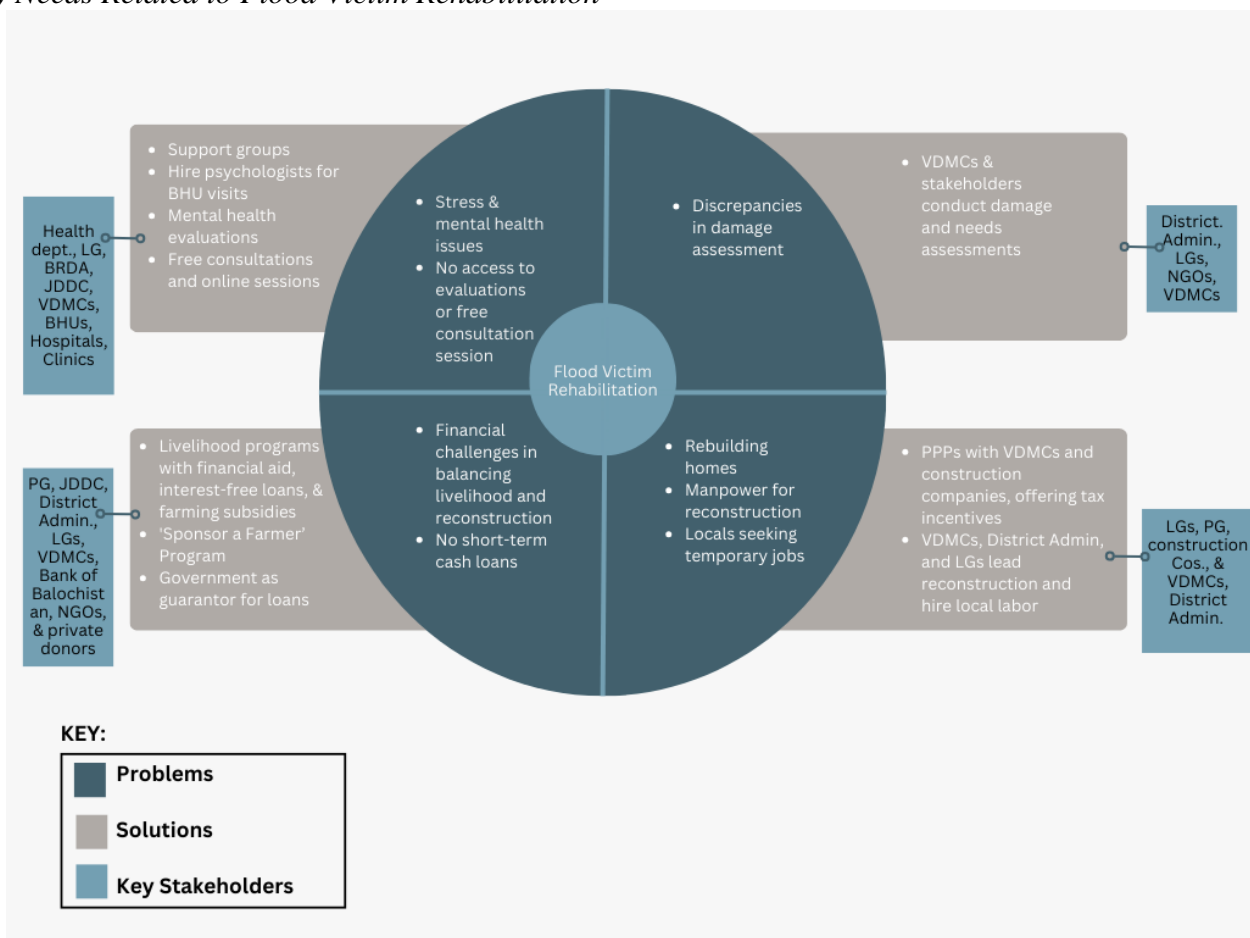 Needs Related to Flood Victim Rehabilitation
Health
dept., LG,
BRDA,
JDDC,
VDMCs,
BHUs,
Hospitals,
Clinics
• Support groups
• Hire psychologists for
BHU visits
• Mental health
evaluations
• Free consultations
and online sessions
• Stress &
mental health
issues
• No access to
evaluations
or free
consultation
session
• Discrepancies
in damage
assessment
• VDMCs &
stakeholders
conduct damage
and needs
assessments
District.
Admin.,
LGs,
NGOs,
VDMCs
Flood Victim
Rehabilitation
PG, JDDC,
District
Admin.,
LGs,
VDMCs,
Bank of
Balochist
an, NGOs,
& private
donors
• Livelihood programs
with financial aid,
interest-free loans, &
farming subsidies
• 'Sponsor a Farmer'
Program
• Government as
guarantor for loans
• Financial
challenges in
balancing
livelihood and
reconstruction
• No short-term
cash loans
• Rebuilding
homes
• Manpower for
reconstruction
• Locals seeking
temporary jobs
• PPPs with VDMCs and
construction
companies, offering tax
incentives
• VDMCs, District Admin,
and LGs lead
reconstruction and
hire local labor
LGs, PG,
construction
Cos., &
VDMCs,
District
Admin.
KEY:
Problems
Solutions
Key Stakeholders